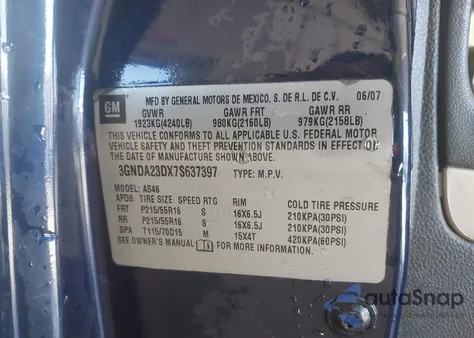 GM
MFD BY GENERAL MOTORS DE MEXICO, S. DE R.L. DE C.V. 06/07
GVWR GAWR FRT GAWR RR
1923KG(4240LB) 980KG(2160LB) 979KG(2158LB)
THIS VEHICLE CONFORMS TO ALL APPLICABLE U.S. FEDERAL MOTOR
VEHICLE SAFETY AND THEFT PREVENTION STANDARDS IN EFFECT ON
THE DATE OF MANUFACTURE SHOWN ABOVE.
3GNDA23DX7S637397 TYPE: M.P.V.
MODEL: AS46
APDB TIRE SIZE SPEED RTG RIM COLD TIRE PRESSURE
FRT P215/55R16 S 16X6.5J 210KPA(30PSI)
RR P215/55R16 S 16X6.5J 210KPA(30PSI)
SPA T115/70D15 M 15X4T 420KPA(60PSI)
SEE OWNER'S MANUAL FOR MORE INFORMATION
autoSnap